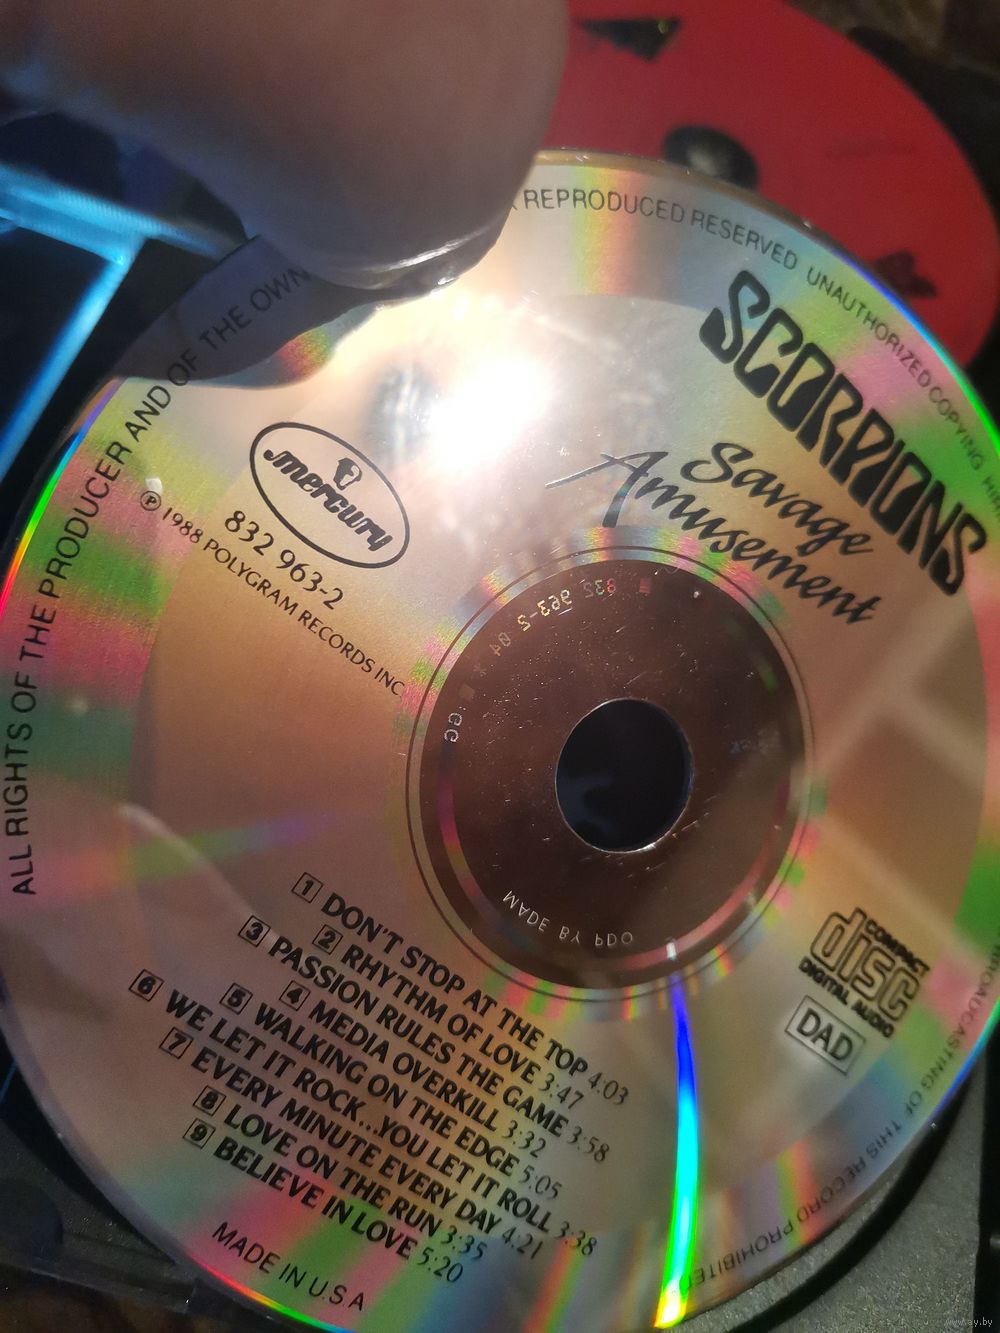 ALL RIGHTS OF THE PRODUCER AND OF THE OWN
REPRODUCED RESERVED UNAUTHORIZED COPYING
BROADCASTING OF THIS RECORD PROHIBITED
SCORPIONS
Savage
Amusement
mercury
832 963-2
℗ 1988 POLYGRAM RECORDS INC.
832 963-2 04
MADE BY PDO
COMPACT
disc
DIGITAL AUDIO
DAD
1 DON'T STOP AT THE TOP 4:03
2 RHYTHM OF LOVE 3:47
3 PASSION RULES THE GAME 3:58
4 MEDIA OVERKILL 3:32
5 WALKING ON THE EDGE 5:05
6 WE LET IT ROCK...YOU LET IT ROLL 3:38
7 EVERY MINUTE EVERY DAY 4:21
8 LOVE ON THE RUN 3:35
9 BELIEVE IN LOVE 5:20
MADE IN U.S.A